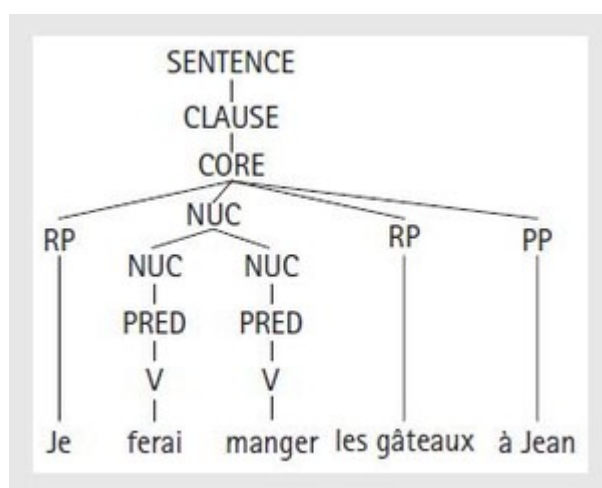 SENTENCE
CLAUSE
CORE
RP NUC RP PP
NUC NUC
PRED PRED
V V
Je ferai manger les gâteaux à Jean